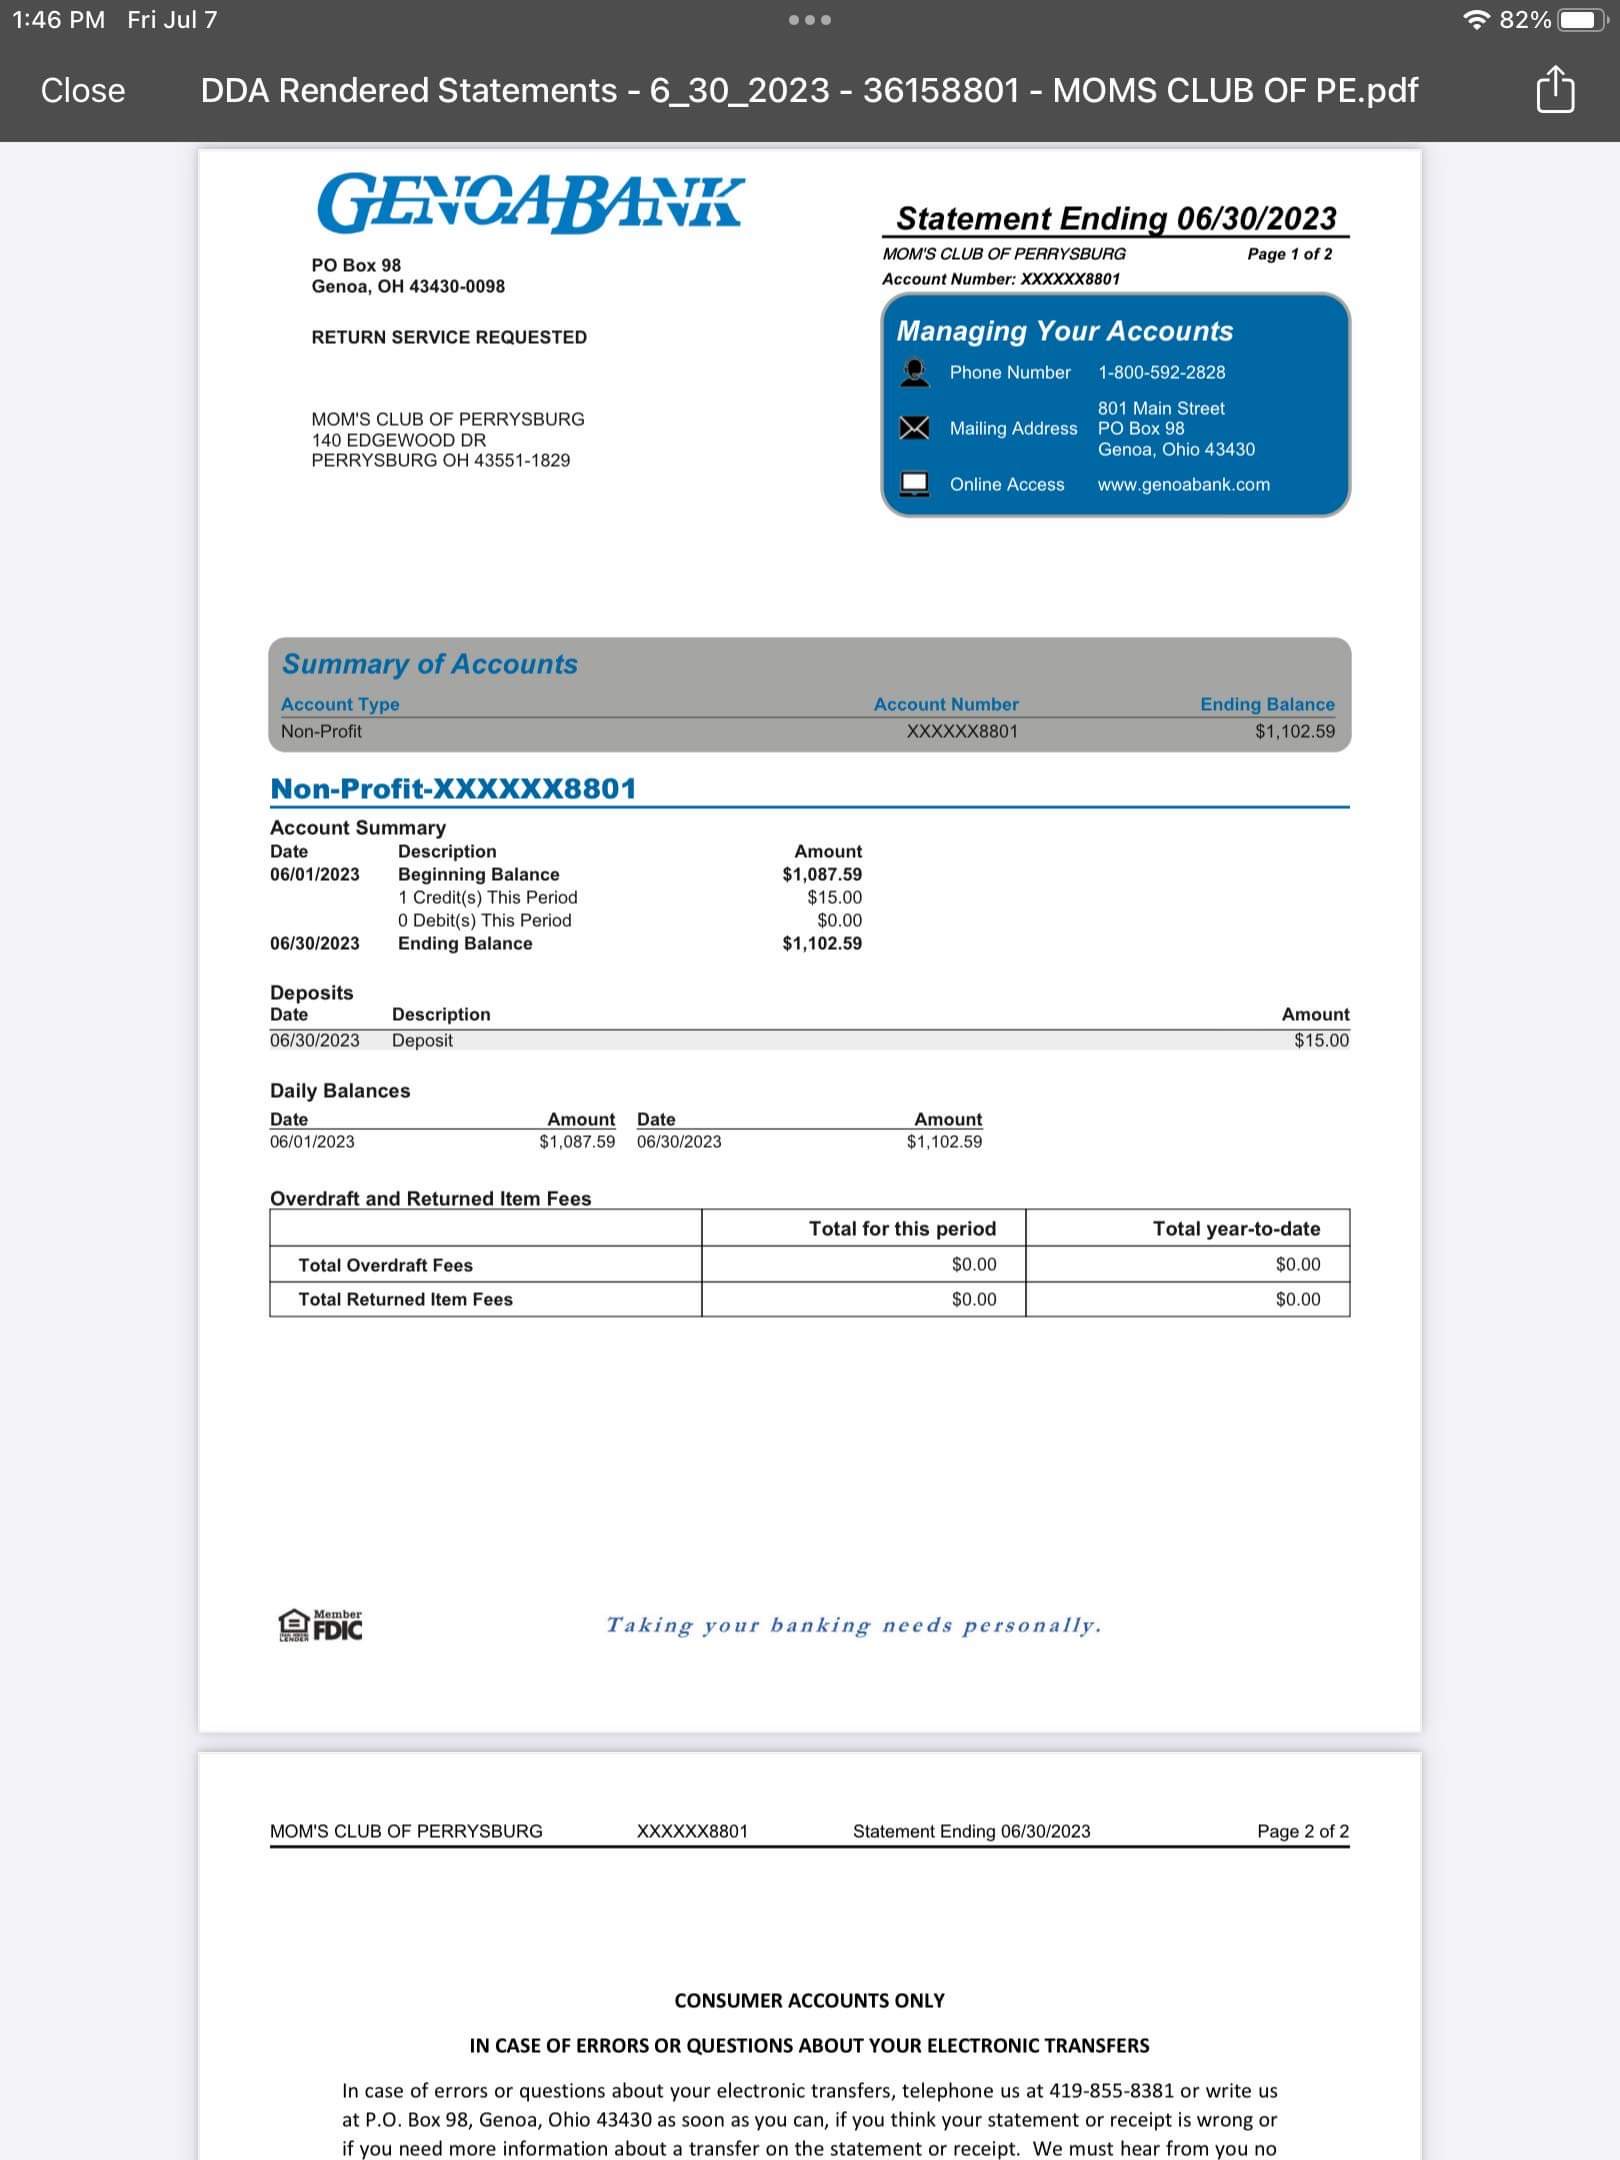 1:46 PM Fri Jul 7 82%
Close DDA Rendered Statements - 6_30_2023 - 36158801 - MOMS CLUB OF PE.pdf
GENOABANK
PO Box 98
Genoa, OH 43430-0098
RETURN SERVICE REQUESTED
MOM'S CLUB OF PERRYSBURG
140 EDGEWOOD DR
PERRYSBURG OH 43551-1829
Statement Ending 06/30/2023
MOM'S CLUB OF PERRYSBURG Page 1 of 2
Account Number: XXXXXX8801
Managing Your Accounts
Phone Number 1-800-592-2828
Mailing Address 801 Main Street
PO Box 98
Genoa, Ohio 43430
Online Access www.genoabank.com
Summary of Accounts
Account Type Account Number Ending Balance
Non-Profit XXXXXX8801 $1,102.59
Non-Profit-XXXXXX8801
Account Summary
Date Description Amount
06/01/2023 Beginning Balance $1,087.59
1 Credit(s) This Period $15.00
0 Debit(s) This Period $0.00
06/30/2023 Ending Balance $1,102.59
Deposits
Date Description Amount
06/30/2023 Deposit $15.00
Daily Balances
Date Amount Date Amount
06/01/2023 $1,087.59 06/30/2023 $1,102.59
Overdraft and Returned Item Fees
Total for this period Total year-to-date
Total Overdraft Fees $0.00 $0.00
Total Returned Item Fees $0.00 $0.00
Member
FDIC
LENDER
Taking your banking needs personally.
MOM'S CLUB OF PERRYSBURG XXXXXX8801 Statement Ending 06/30/2023 Page 2 of 2
CONSUMER ACCOUNTS ONLY
IN CASE OF ERRORS OR QUESTIONS ABOUT YOUR ELECTRONIC TRANSFERS
In case of errors or questions about your electronic transfers, telephone us at 419-855-8381 or write us
at P.O. Box 98, Genoa, Ohio 43430 as soon as you can, if you think your statement or receipt is wrong or
if you need more information about a transfer on the statement or receipt. We must hear from you no